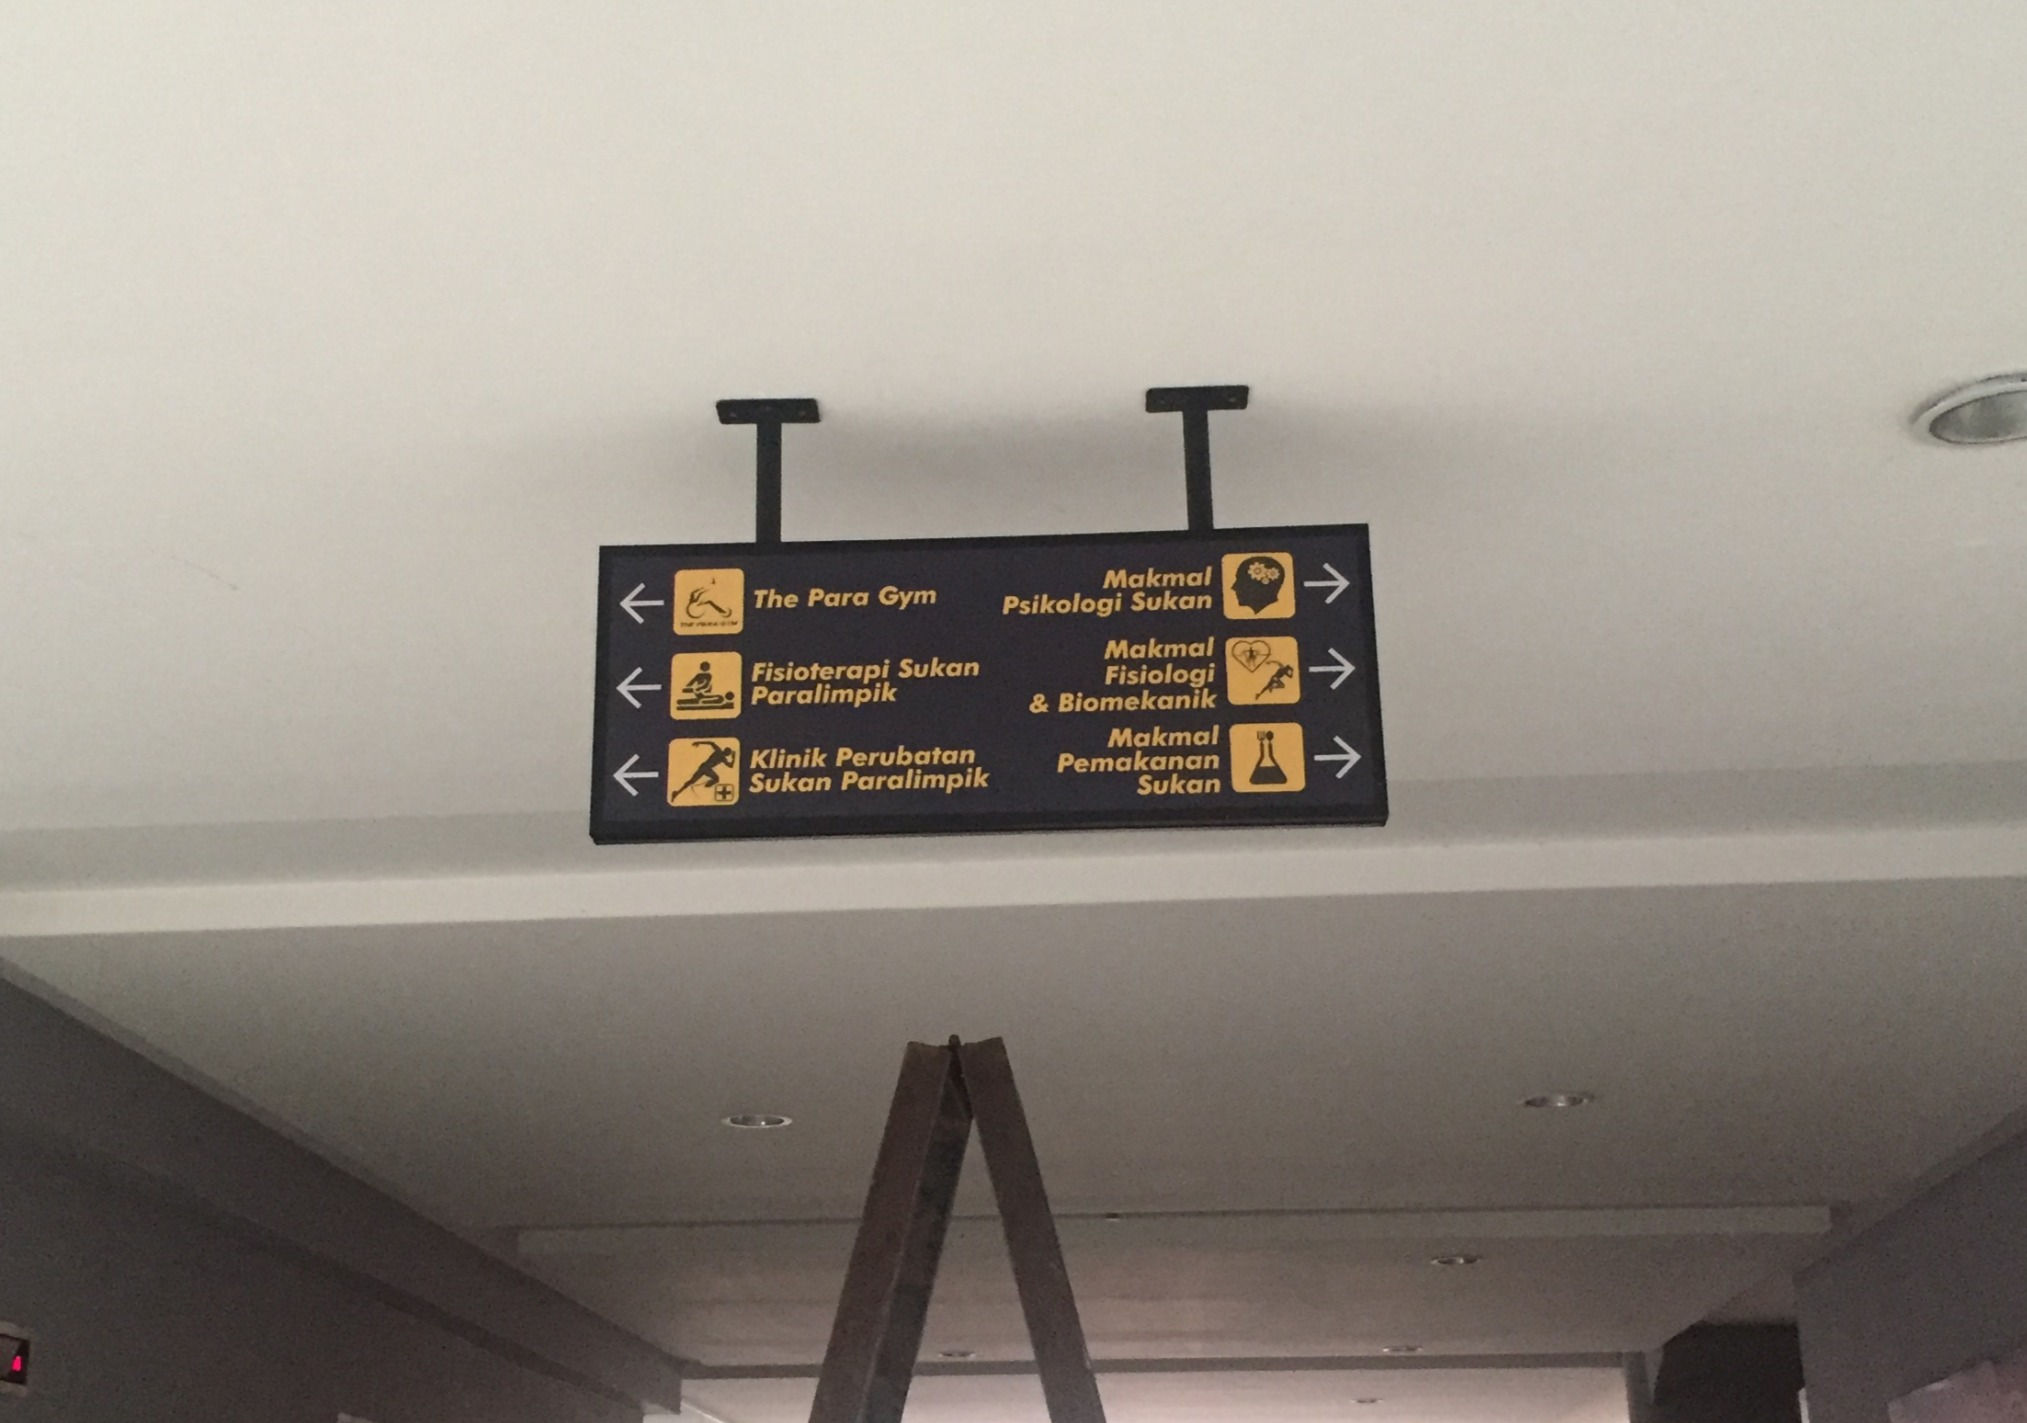 The Para Gym
Fisioterapi Sukan
Paralimpik
Klinik Perubatan
Sukan Paralimpik
Makmal
Psikologi Sukan
Makmal
Fisiologi
& Biomekanik
Makmal
Pemakanan
Sukan